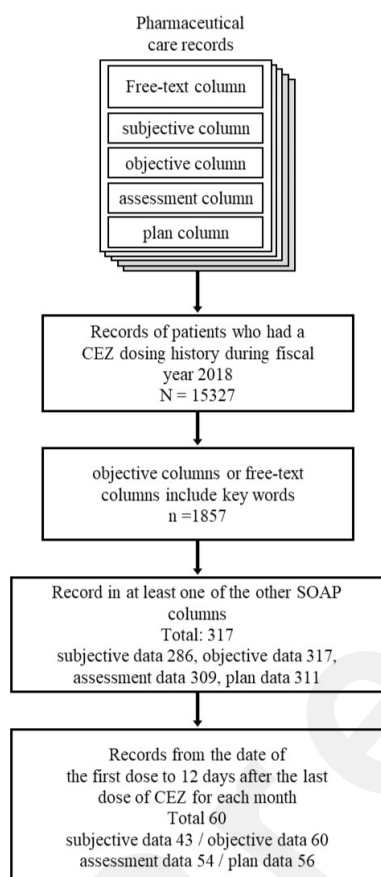 Pharmaceutical
care records
Free-text column
subjective column
objective column
assessment column
plan column
Records of patients who had a
CEZ dosing history during fiscal
year 2018
N = 15327
objective columns or free-text
columns include key words
n =1857
Record in at least one of the other SOAP
columns
Total: 317
subjective data 286, objective data 317,
assessment data 309, plan data 311
Records from the date of
the first dose to 12 days after the last
dose of CEZ for each month
Total 60
subjective data 43 / objective data 60
assessment data 54 / plan data 56